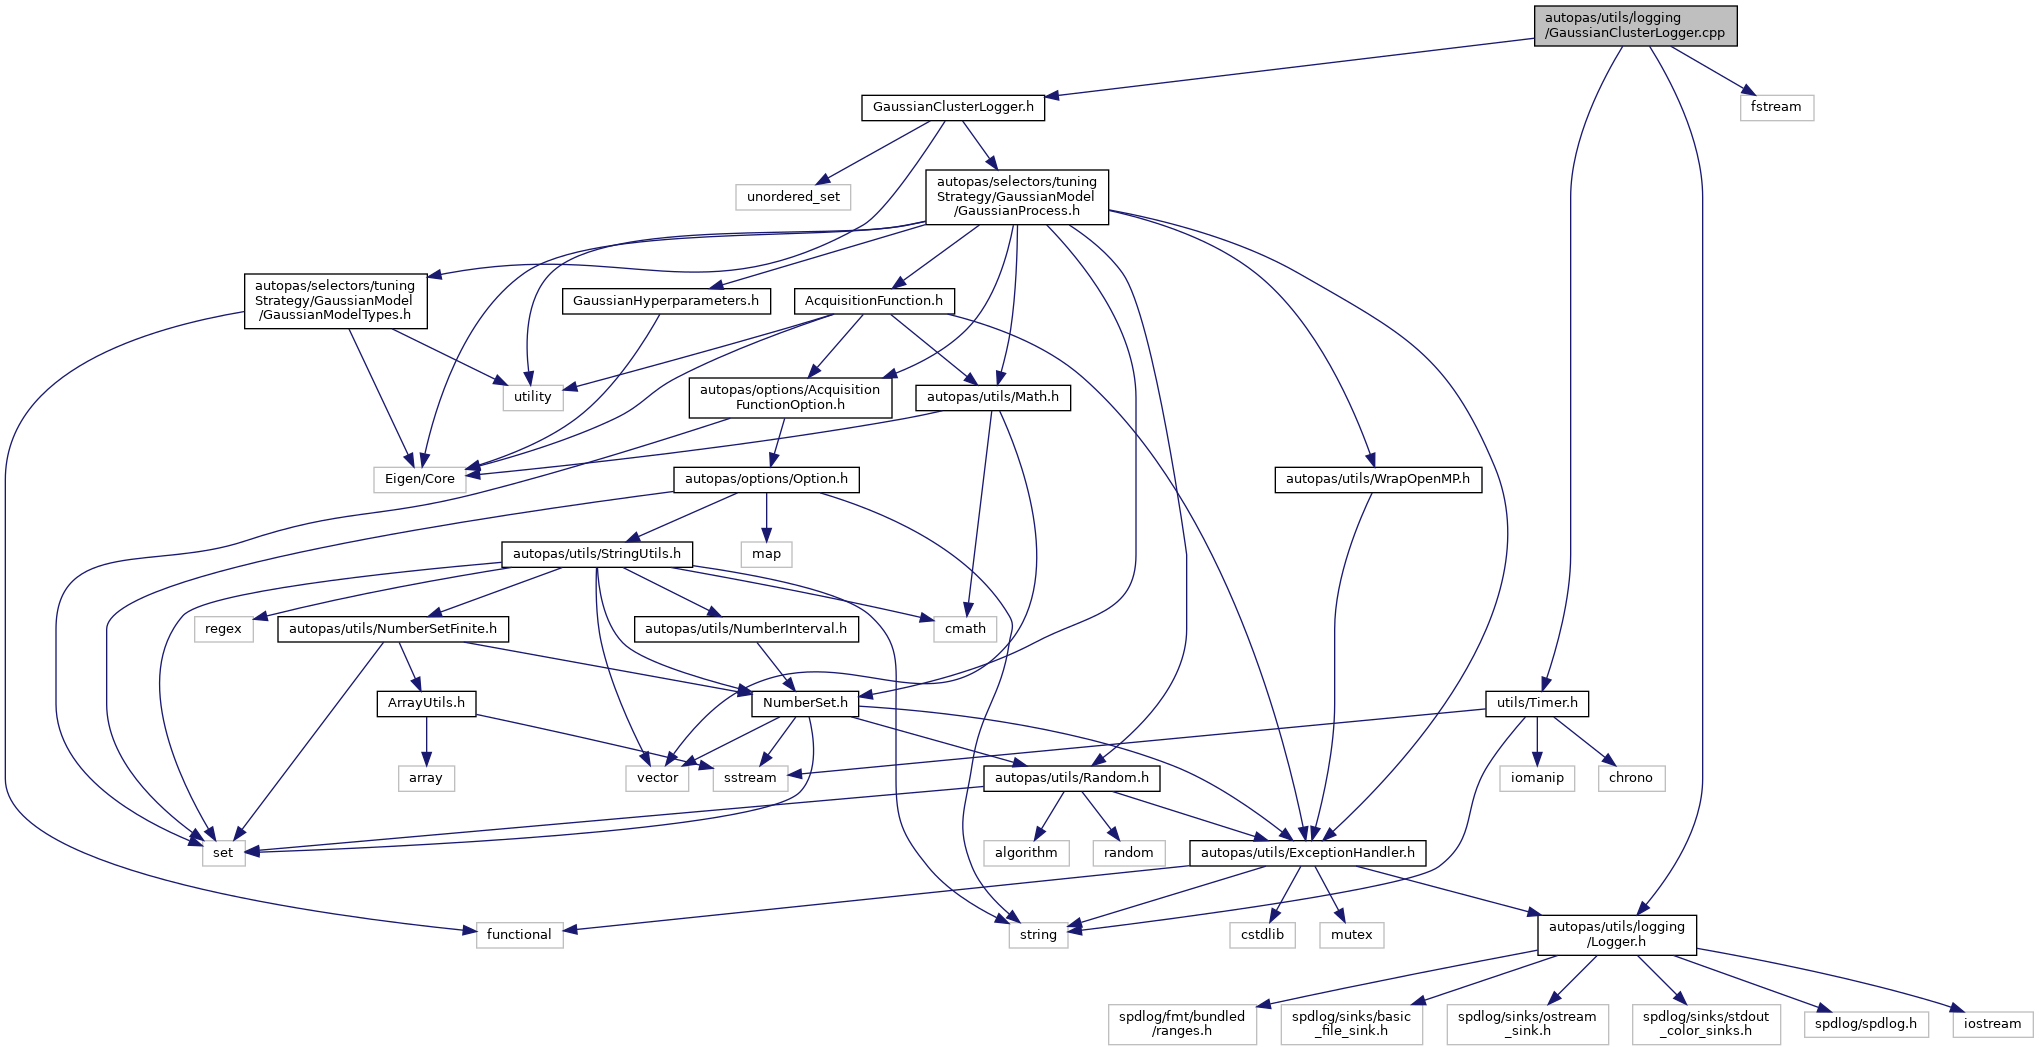 autopas/utils/logging
/GaussianClusterLogger.cpp
GaussianClusterLogger.h
fstream
autopas/selectors/tuning
Strategy/GaussianModel
/GaussianProcess.h
unordered_set
autopas/selectors/tuning
Strategy/GaussianModel
/GaussianModelTypes.h
GaussianHyperparameters.h
AcquisitionFunction.h
utility
autopas/options/Acquisition
FunctionOption.h
autopas/utils/Math.h
Eigen/Core
autopas/options/Option.h
autopas/utils/WrapOpenMP.h
autopas/utils/StringUtils.h
map
regex
autopas/utils/NumberSetFinite.h
autopas/utils/NumberInterval.h
cmath
ArrayUtils.h
NumberSet.h
utils/Timer.h
array
vector
sstream
autopas/utils/Random.h
iomanip
chrono
set
algorithm
random
autopas/utils/ExceptionHandler.h
functional
string
cstdlib
mutex
autopas/utils/logging
/Logger.h
spdlog/fmt/bundled
/ranges.h
spdlog/sinks/basic
_file_sink.h
spdlog/sinks/ostream
_sink.h
spdlog/sinks/stdout
_color_sinks.h
spdlog/spdlog.h
iostream